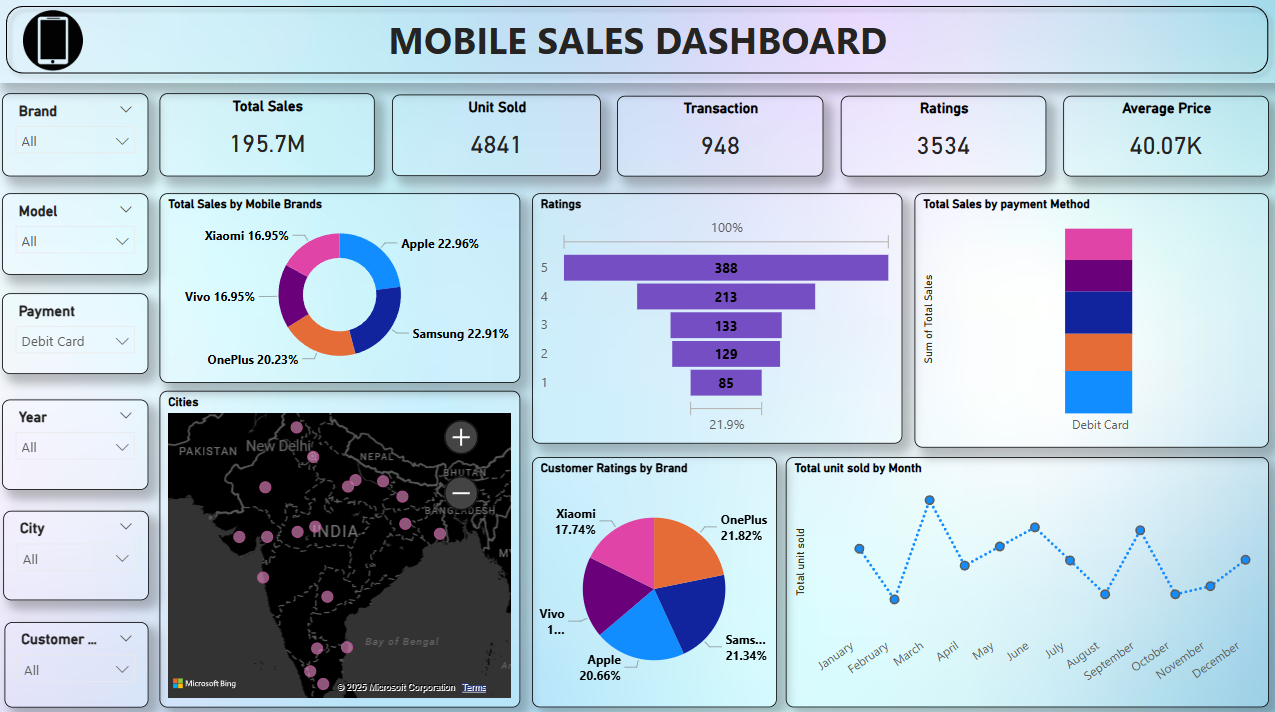 MOBILE SALES DASHBOARD
Brand
All
Total Sales
195.7M
Unit Sold
4841
Transaction
948
Ratings
3534
Average Price
40.07K
Model
All
Payment
Debit Card
Year
All
City
All
Customer ...
All
Total Sales by Mobile Brands
Xiaomi 16.95%
Apple 22.96%
Vivo 16.95%
Samsung 22.91%
OnePlus 20.23%
Ratings
100%
5 388
4 213
3 133
2 129
1 85
21.9%
Total Sales by payment Method
Sum of Total Sales
Debit Card
Cities
PAKISTAN
New Delhi
NEPAL
BHUTAN
BANGLADESH
INDIA
Bay of Bengal
Microsoft Bing
© 2025 Microsoft Corporation Terms
Customer Ratings by Brand
Xiaomi
17.74%
OnePlus
21.82%
Vivo
1...
Sams...
21.34%
Apple
20.66%
Total unit sold by Month
Total unit sold
January
February
March
April
May
June
July
August
September
October
November
December